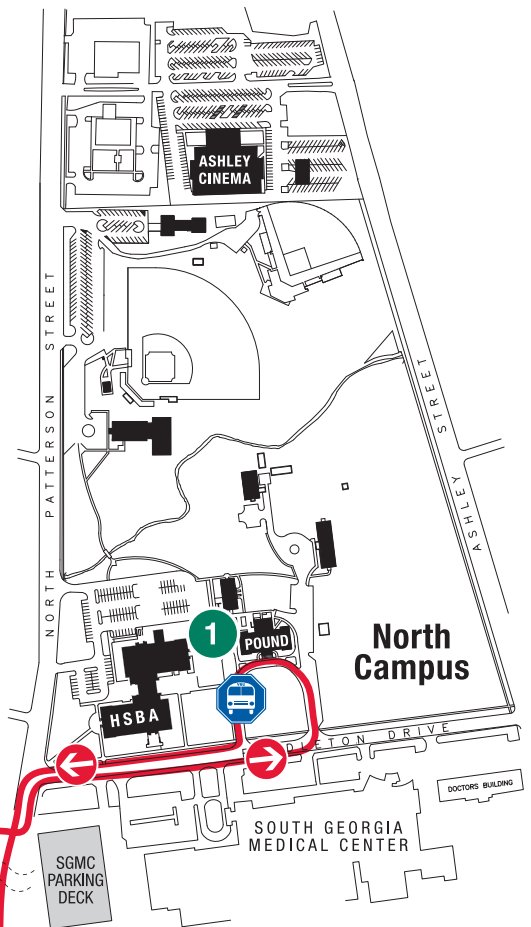 ASHLEY
CINEMA
NORTH PATTERSON STREET
ASHLEY STREET
1
POUND
North
Campus
HSBA
DRIVE
DOCTORS BUILDING
SOUTH GEORGIA
MEDICAL CENTER
SGMC
PARKING
DECK